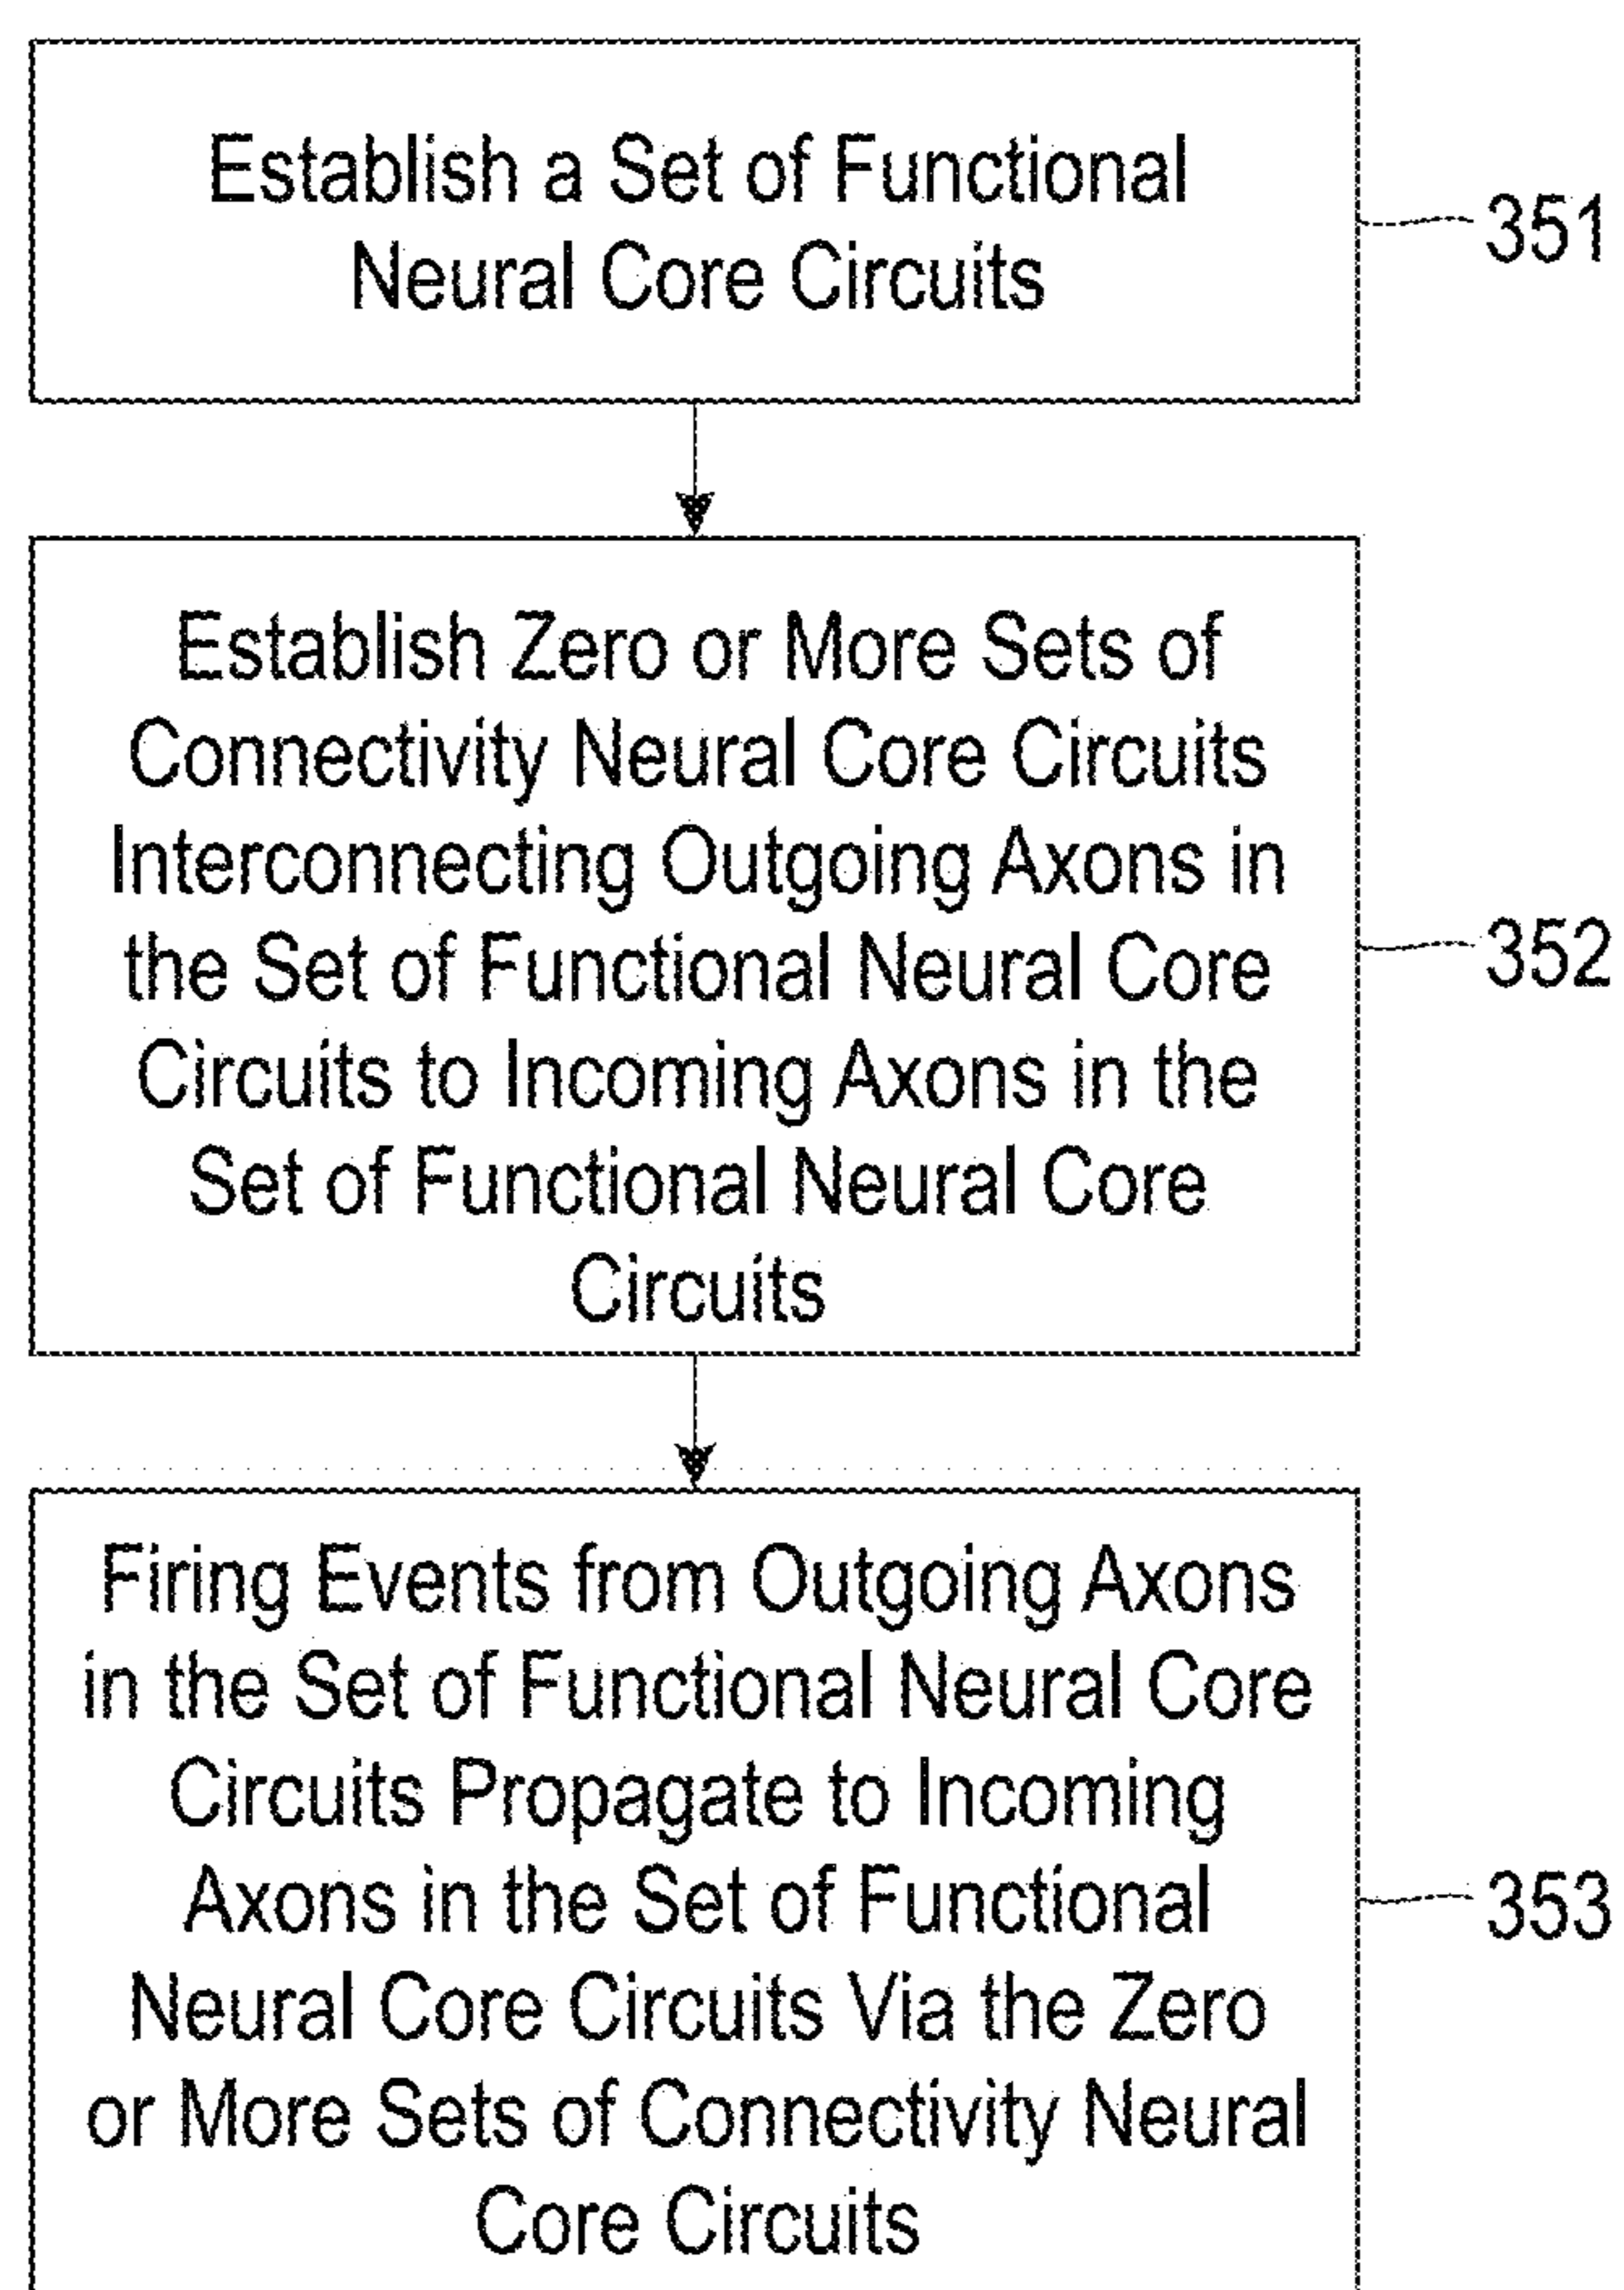 Establish a Set of Functional
Neural Core Circuits
351
Establish Zero or More Sets of
Connectivity Neural Core Circuits
Interconnecting Outgoing Axons in
the Set of Functional Neural Core
Circuits to Incoming Axons in the
Set of Functional Neural Core
Circuits
352
Firing Events from Outgoing Axons
in the Set of Functional Neural Core
Circuits Propagate to Incoming
Axons in the Set of Functional
Neural Core Circuits Via the Zero
or More Sets of Connectivity Neural
Core Circuits
353